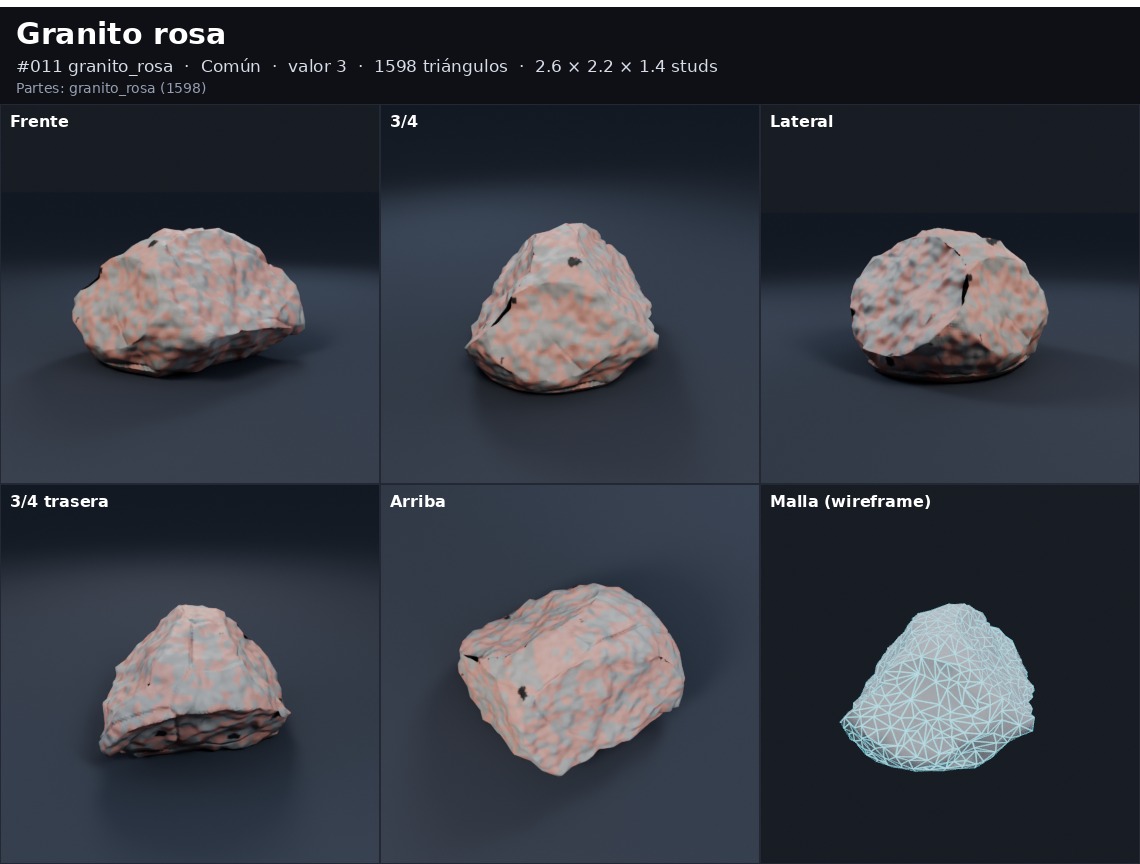 Granito rosa
#011 granito_rosa · Común · valor 3 · 1598 triángulos · 2.6 × 2.2 × 1.4 studs
Partes: granito_rosa (1598)
Frente
3/4
Lateral
3/4 trasera
Arriba
Malla (wireframe)